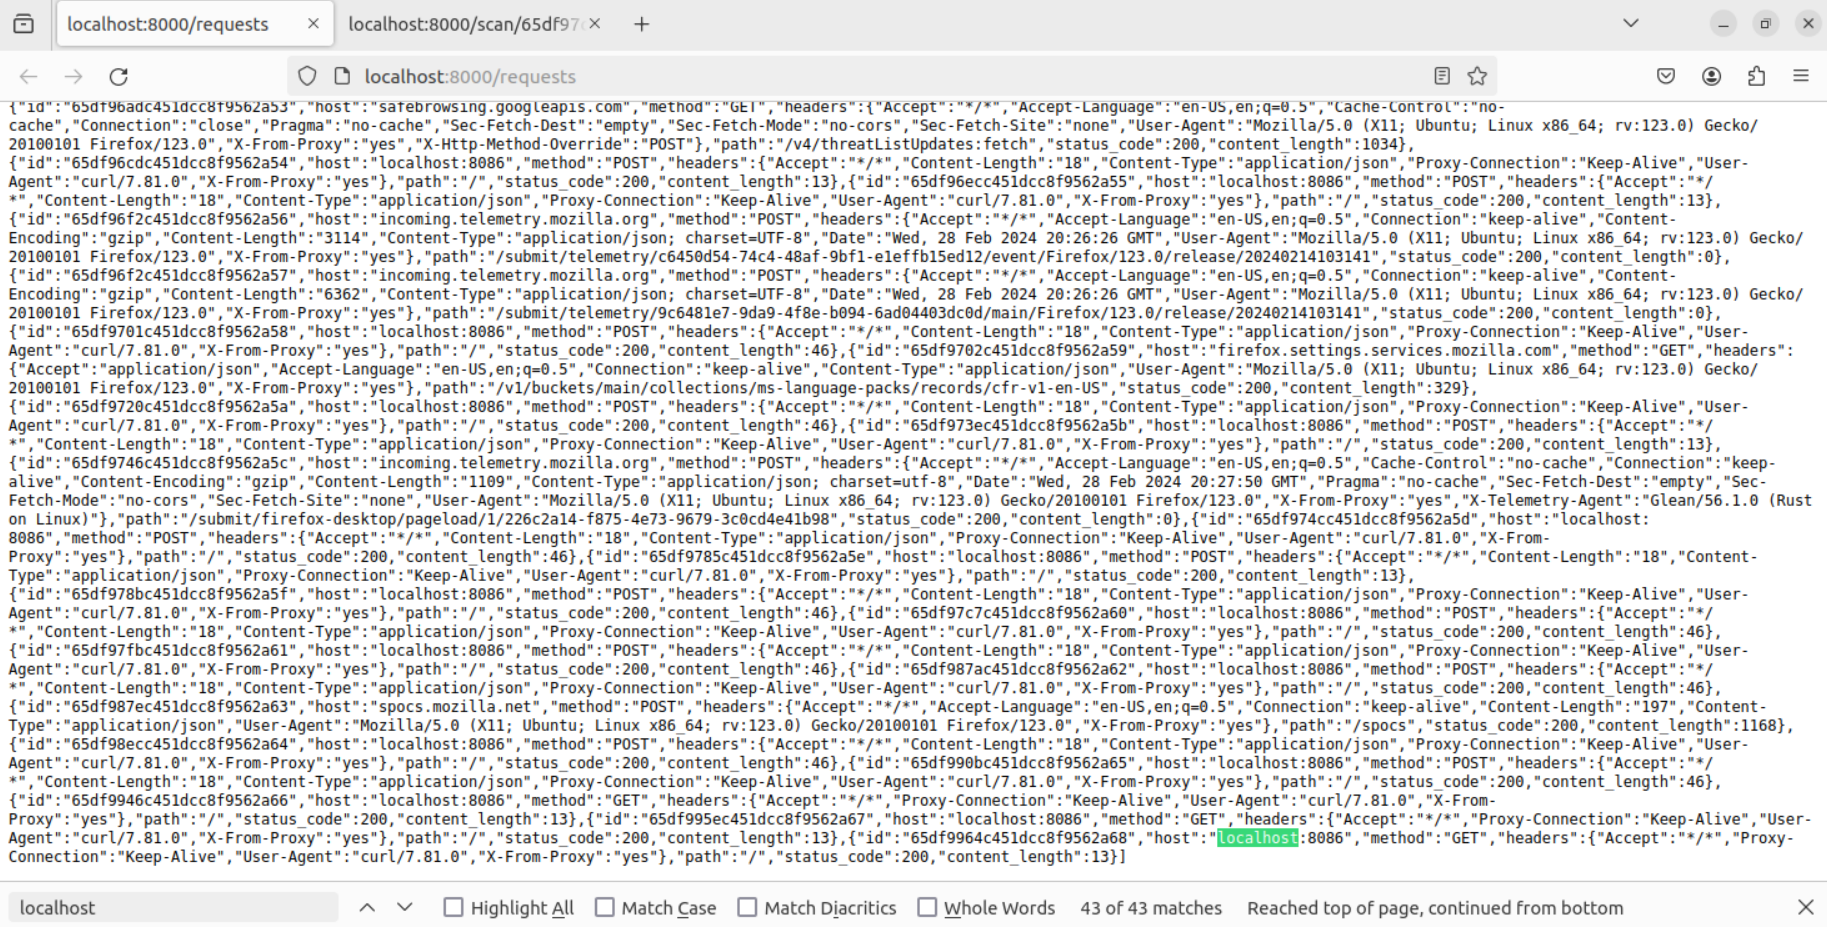 localhost:8000/requests
localhost:8000/scan/65df97
localhost:8000/requests
{"id":"65df96adc451dcc8f9562a53","host":"safebrowsing.googleapis.com","method":"GET","headers":{"Accept":"*/*","Accept-Language":"en-US,en;q=0.5","Cache-Control":"no-
cache","Connection":"close","Pragma":"no-cache","Sec-Fetch-Dest":"empty","Sec-Fetch-Mode":"no-cors","Sec-Fetch-Site":"none","User-Agent":"Mozilla/5.0 (X11; Ubuntu; Linux x86_64; rv:123.0) Gecko/
20100101 Firefox/123.0","X-From-Proxy":"yes","X-Http-Method-Override":"POST"},"path":"/v4/threatListUpdates:fetch","status_code":200,"content_length":1034},
{"id":"65df96cdc451dcc8f9562a54","host":"localhost:8086","method":"POST","headers":{"Accept":"*/*","Content-Length":"18","Content-Type":"application/json","Proxy-Connection":"Keep-Alive","User-
Agent":"curl/7.81.0","X-From-Proxy":"yes"},"path":"/","status_code":200,"content_length":13},{"id":"65df96ecc451dcc8f9562a55","host":"localhost:8086","method":"POST","headers":{"Accept":"*/
*","Content-Length":"18","Content-Type":"application/json","Proxy-Connection":"Keep-Alive","User-Agent":"curl/7.81.0","X-From-Proxy":"yes"},"path":"/","status_code":200,"content_length":13},
{"id":"65df96f2c451dcc8f9562a56","host":"incoming.telemetry.mozilla.org","method":"POST","headers":{"Accept":"*/*","Accept-Language":"en-US,en;q=0.5","Connection":"keep-alive","Content-
Encoding":"gzip","Content-Length":"3114","Content-Type":"application/json; charset=UTF-8","Date":"Wed, 28 Feb 2024 20:26:26 GMT","User-Agent":"Mozilla/5.0 (X11; Ubuntu; Linux x86_64; rv:123.0) Gecko/
20100101 Firefox/123.0","X-From-Proxy":"yes"},"path":"/submit/telemetry/c6450d54-74c4-48af-9bf1-e1effb15ed12/event/Firefox/123.0/release/20240214103141","status_code":200,"content_length":0},
{"id":"65df96f2c451dcc8f9562a57","host":"incoming.telemetry.mozilla.org","method":"POST","headers":{"Accept":"*/*","Accept-Language":"en-US,en;q=0.5","Connection":"keep-alive","Content-
Encoding":"gzip","Content-Length":"6362","Content-Type":"application/json; charset=UTF-8","Date":"Wed, 28 Feb 2024 20:26:26 GMT","User-Agent":"Mozilla/5.0 (X11; Ubuntu; Linux x86_64; rv:123.0) Gecko/
20100101 Firefox/123.0","X-From-Proxy":"yes"},"path":"/submit/telemetry/9c6481e7-9da9-4f8e-b094-6ad04403dc0d/main/Firefox/123.0/release/20240214103141","status_code":200,"content_length":0},
{"id":"65df9701c451dcc8f9562a58","host":"localhost:8086","method":"POST","headers":{"Accept":"*/*","Content-Length":"18","Content-Type":"application/json","Proxy-Connection":"Keep-Alive","User-
Agent":"curl/7.81.0","X-From-Proxy":"yes"},"path":"/","status_code":200,"content_length":46},{"id":"65df9702c451dcc8f9562a59","host":"firefox.settings.services.mozilla.com","method":"GET","headers":
{"Accept":"application/json","Accept-Language":"en-US,en;q=0.5","Connection":"keep-alive","Content-Type":"application/json","User-Agent":"Mozilla/5.0 (X11; Ubuntu; Linux x86_64; rv:123.0) Gecko/
20100101 Firefox/123.0","X-From-Proxy":"yes"},"path":"/v1/buckets/main/collections/ms-language-packs/records/cfr-v1-en-US","status_code":200,"content_length":329},
{"id":"65df9720c451dcc8f9562a5a","host":"localhost:8086","method":"POST","headers":{"Accept":"*/*","Content-Length":"18","Content-Type":"application/json","Proxy-Connection":"Keep-Alive","User-
Agent":"curl/7.81.0","X-From-Proxy":"yes"},"path":"/","status_code":200,"content_length":46},{"id":"65df973ec451dcc8f9562a5b","host":"localhost:8086","method":"POST","headers":{"Accept":"*/
*","Content-Length":"18","Content-Type":"application/json","Proxy-Connection":"Keep-Alive","User-Agent":"curl/7.81.0","X-From-Proxy":"yes"},"path":"/","status_code":200,"content_length":13},
{"id":"65df9746c451dcc8f9562a5c","host":"incoming.telemetry.mozilla.org","method":"POST","headers":{"Accept":"*/*","Accept-Language":"en-US,en;q=0.5","Cache-Control":"no-cache","Connection":"keep-
alive","Content-Encoding":"gzip","Content-Length":"1109","Content-Type":"application/json; charset=utf-8","Date":"Wed, 28 Feb 2024 20:27:50 GMT","Pragma":"no-cache","Sec-Fetch-Dest":"empty","Sec-
Fetch-Mode":"no-cors","Sec-Fetch-Site":"none","User-Agent":"Mozilla/5.0 (X11; Ubuntu; Linux x86_64; rv:123.0) Gecko/20100101 Firefox/123.0","X-From-Proxy":"yes","X-Telemetry-Agent":"Glean/56.1.0 (Rust
on Linux)"},"path":"/submit/firefox-desktop/pageload/1/226c2a14-f875-4e73-9679-3c0cd4e41b98","status_code":200,"content_length":0},{"id":"65df974cc451dcc8f9562a5d","host":"localhost:
8086","method":"POST","headers":{"Accept":"*/*","Content-Length":"18","Content-Type":"application/json","Proxy-Connection":"Keep-Alive","User-Agent":"curl/7.81.0","X-From-
Proxy":"yes"},"path":"/","status_code":200,"content_length":46},{"id":"65df9785c451dcc8f9562a5e","host":"localhost:8086","method":"POST","headers":{"Accept":"*/*","Content-Length":"18","Content-
Type":"application/json","Proxy-Connection":"Keep-Alive","User-Agent":"curl/7.81.0","X-From-Proxy":"yes"},"path":"/","status_code":200,"content_length":13},
{"id":"65df978bc451dcc8f9562a5f","host":"localhost:8086","method":"POST","headers":{"Accept":"*/*","Content-Length":"18","Content-Type":"application/json","Proxy-Connection":"Keep-Alive","User-
Agent":"curl/7.81.0","X-From-Proxy":"yes"},"path":"/","status_code":200,"content_length":46},{"id":"65df97c7c451dcc8f9562a60","host":"localhost:8086","method":"POST","headers":{"Accept":"*/
*","Content-Length":"18","Content-Type":"application/json","Proxy-Connection":"Keep-Alive","User-Agent":"curl/7.81.0","X-From-Proxy":"yes"},"path":"/","status_code":200,"content_length":46},
{"id":"65df97fbc451dcc8f9562a61","host":"localhost:8086","method":"POST","headers":{"Accept":"*/*","Content-Length":"18","Content-Type":"application/json","Proxy-Connection":"Keep-Alive","User-
Agent":"curl/7.81.0","X-From-Proxy":"yes"},"path":"/","status_code":200,"content_length":46},{"id":"65df987ac451dcc8f9562a62","host":"localhost:8086","method":"POST","headers":{"Accept":"*/
*","Content-Length":"18","Content-Type":"application/json","Proxy-Connection":"Keep-Alive","User-Agent":"curl/7.81.0","X-From-Proxy":"yes"},"path":"/","status_code":200,"content_length":46},
{"id":"65df987ec451dcc8f9562a63","host":"spocs.mozilla.net","method":"POST","headers":{"Accept":"*/*","Accept-Language":"en-US,en;q=0.5","Connection":"keep-alive","Content-Length":"197","Content-
Type":"application/json","User-Agent":"Mozilla/5.0 (X11; Ubuntu; Linux x86_64; rv:123.0) Gecko/20100101 Firefox/123.0","X-From-Proxy":"yes"},"path":"/spocs","status_code":200,"content_length":1168},
{"id":"65df98ecc451dcc8f9562a64","host":"localhost:8086","method":"POST","headers":{"Accept":"*/*","Content-Length":"18","Content-Type":"application/json","Proxy-Connection":"Keep-Alive","User-
Agent":"curl/7.81.0","X-From-Proxy":"yes"},"path":"/","status_code":200,"content_length":46},{"id":"65df990bc451dcc8f9562a65","host":"localhost:8086","method":"POST","headers":{"Accept":"*/
*","Content-Length":"18","Content-Type":"application/json","Proxy-Connection":"Keep-Alive","User-Agent":"curl/7.81.0","X-From-Proxy":"yes"},"path":"/","status_code":200,"content_length":46},
{"id":"65df9946c451dcc8f9562a66","host":"localhost:8086","method":"GET","headers":{"Accept":"*/*","Proxy-Connection":"Keep-Alive","User-Agent":"curl/7.81.0","X-From-
Proxy":"yes"},"path":"/","status_code":200,"content_length":13},{"id":"65df995ec451dcc8f9562a67","host":"localhost:8086","method":"GET","headers":{"Accept":"*/*","Proxy-Connection":"Keep-Alive","User-
Agent":"curl/7.81.0","X-From-Proxy":"yes"},"path":"/","status_code":200,"content_length":13},{"id":"65df9964c451dcc8f9562a68","host":"localhost:8086","method":"GET","headers":{"Accept":"*/*","Proxy-
Connection":"Keep-Alive","User-Agent":"curl/7.81.0","X-From-Proxy":"yes"},"path":"/","status_code":200,"content_length":13}]
localhost
Highlight All
Match Case
Match Diacritics
Whole Words
43 of 43 matches
Reached top of page, continued from bottom